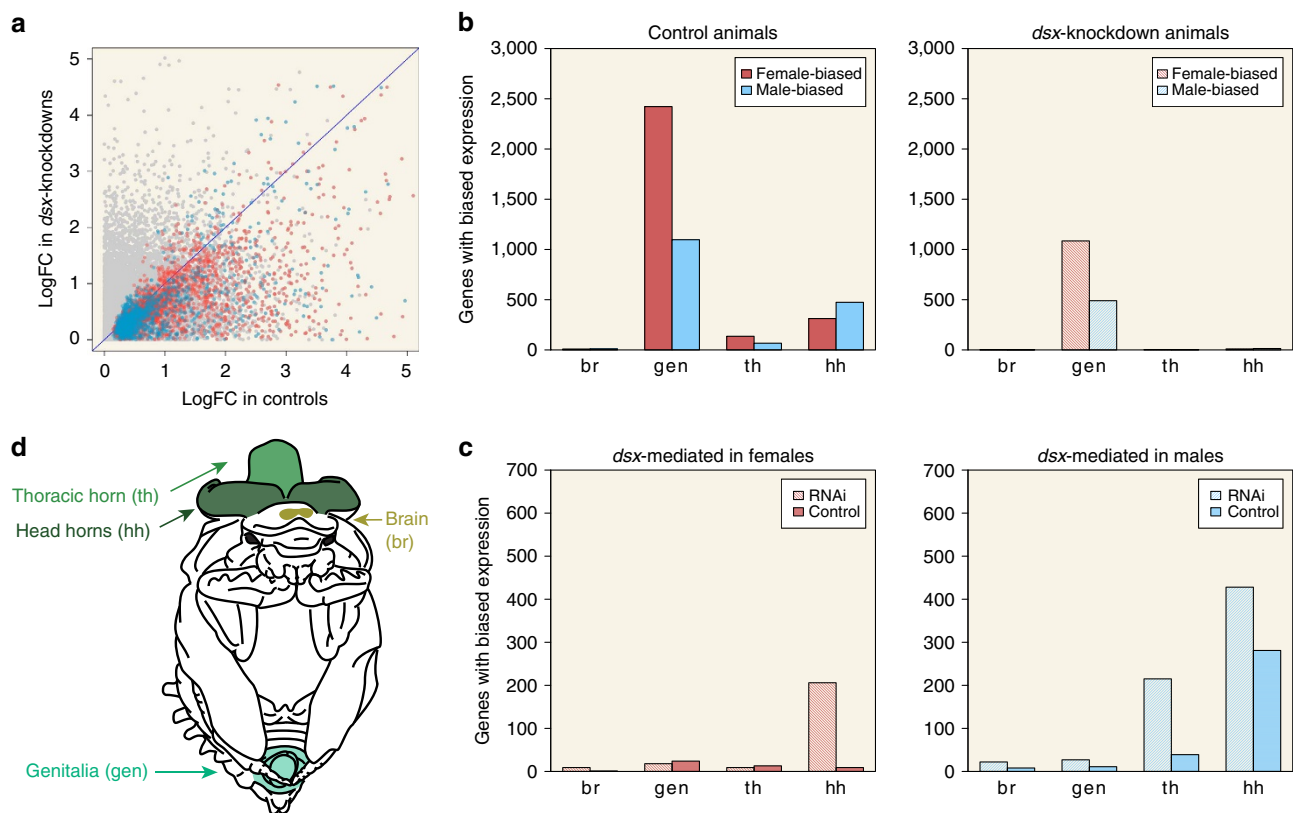 a
LogFC in dsx-knockdowns
5
4
3
2
1
0
0 1 2 3 4 5
LogFC in controls
b
Control animals
Genes with biased expression
3,000
2,500
2,000
1,500
1,000
500
0
Female-biased
Male-biased
br gen th hh
dsx-knockdown animals
3,000
2,500
2,000
1,500
1,000
500
0
Female-biased
Male-biased
br gen th hh
d
Thoracic horn (th)
Head horns (hh)
Brain
(br)
Genitalia (gen)
c
dsx-mediated in females
Genes with biased expression
700
600
500
400
300
200
100
0
RNAi
Control
br gen th hh
dsx-mediated in males
700
600
500
400
300
200
100
0
RNAi
Control
br gen th hh